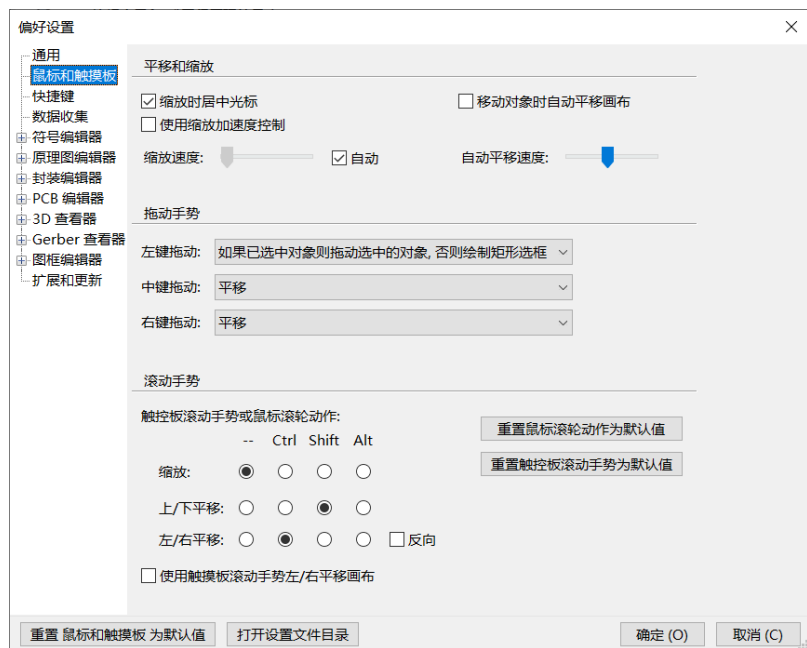 偏好设置
通用
鼠标和触摸板
快捷键
数据收集
符号编辑器
原理图编辑器
封装编辑器
PCB 编辑器
3D 查看器
Gerber 查看器
图框编辑器
扩展和更新
平移和缩放
缩放时居中光标
移动对象时自动平移画布
使用缩放加速度控制
缩放速度:
自动
自动平移速度:
拖动手势
左键拖动:
如果已选中对象则拖动选中的对象, 否则绘制矩形选框
中键拖动:
平移
右键拖动:
平移
滚动手势
触控板滚动手势或鼠标滚轮动作:
-- Ctrl Shift Alt
重置鼠标滚轮动作为默认值
缩放:
重置触控板滚动手势为默认值
上/下平移:
左/右平移:
反向
使用触摸板滚动手势左/右平移画布
重置 鼠标和触摸板 为默认值
打开设置文件目录
确定 (O)
取消 (C)